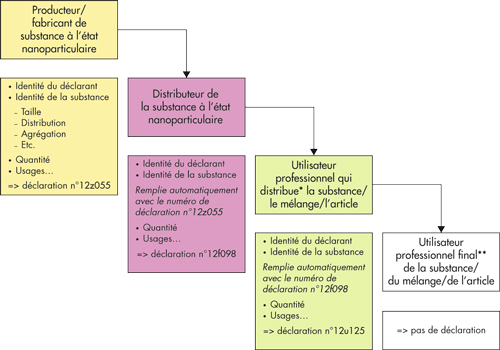 Producteur/
fabricant de
substance à l'état
nanoparticulaire
• Identité du déclarant
• Identité de la substance
– Taille
– Distribution
– Agrégation
– Etc.
• Quantité
• Usages...
=> déclaration n°12z055
Distributeur de
la substance à l'état
nanoparticulaire
• Identité du déclarant
• Identité de la substance
Remplie automatiquement
avec le numéro de
déclaration n°12z055
• Quantité
• Usages...
=> déclaration n°12f098
Utilisateur
professionnel qui
distribue* la substance/
le mélange/l'article
• Identité du déclarant
• Identité de la substance
Remplie automatiquement
avec le numéro de
déclaration n°12f098
• Quantité
• Usages...
=> déclaration n°12u125
Utilisateur
professionnel final**
de la substance/
du mélange/de l'article
=> pas de déclaration